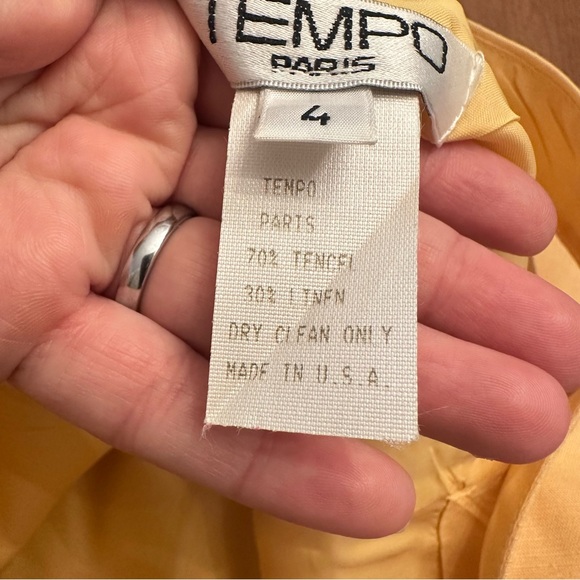 TEMPO
PARIS
4
TEMPO
PARIS
70% TENCEL
30% LINEN
DRY CLEAN ONLY
MADE IN U.S.A.